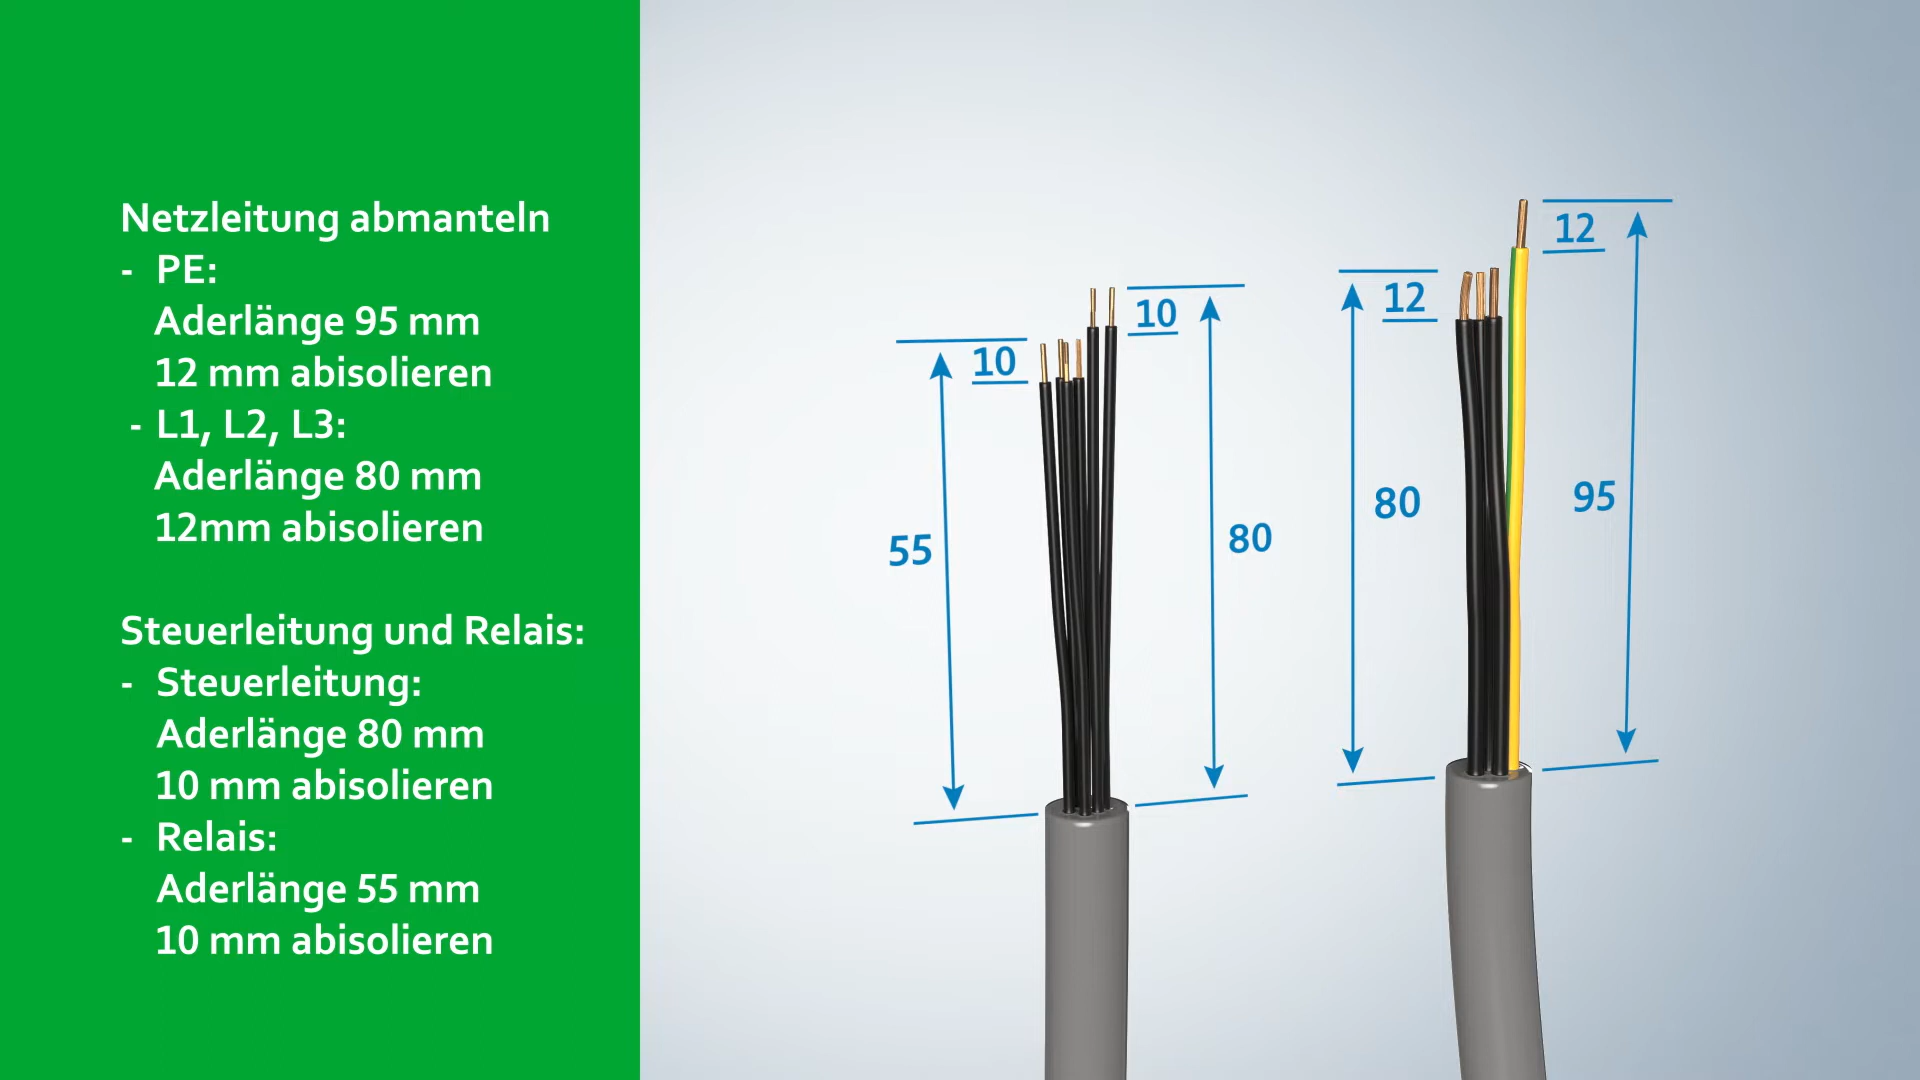 Netzleitung abmanteln
- PE:
Aderlänge 95 mm
12 mm abisolieren
- L1, L2, L3:
Aderlänge 80 mm
12mm abisolieren
Steuerleitung und Relais:
- Steuerleitung:
Aderlänge 80 mm
10 mm abisolieren
- Relais:
Aderlänge 55 mm
10 mm abisolieren
10
55
10
80
12
80
12
95